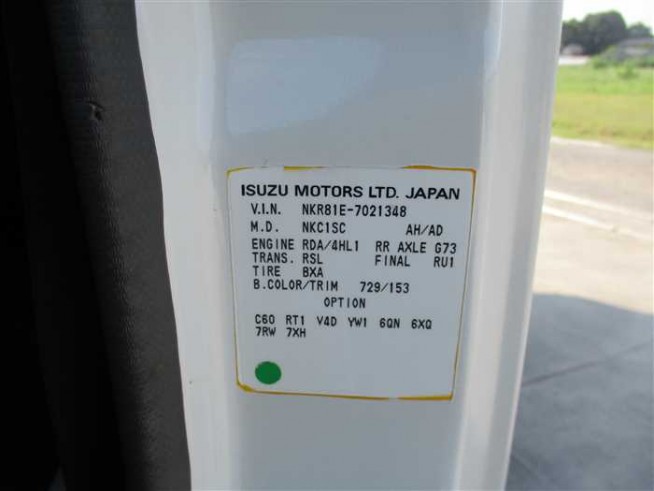 ISUZU MOTORS LTD. JAPAN
V.I.N. NKR81E-7021348
M.D. NKC1SC AH/AD
ENGINE RDA/4HL1 RR AXLE G73
TRANS. RSL FINAL RU1
TIRE BXA
B.COLOR/TRIM 729/153
OPTION
C60 RT1 V4D YW1 6QN 6XQ
7RW 7XH